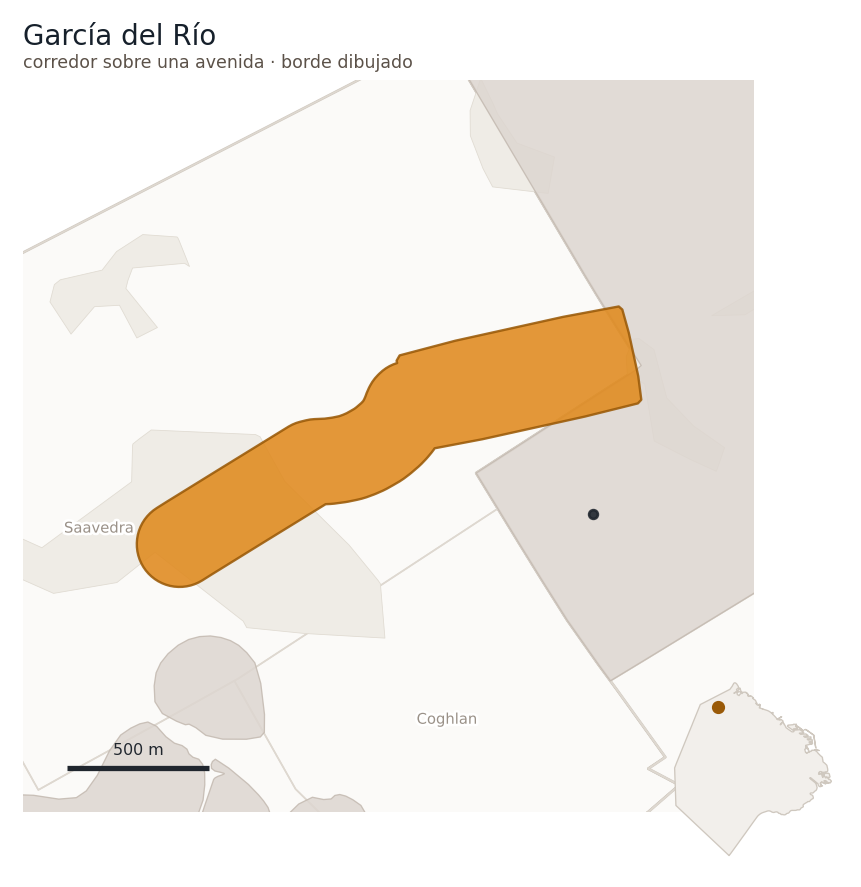 García del Río
corredor sobre una avenida · borde dibujado
Saavedra
Coghlan
500 m